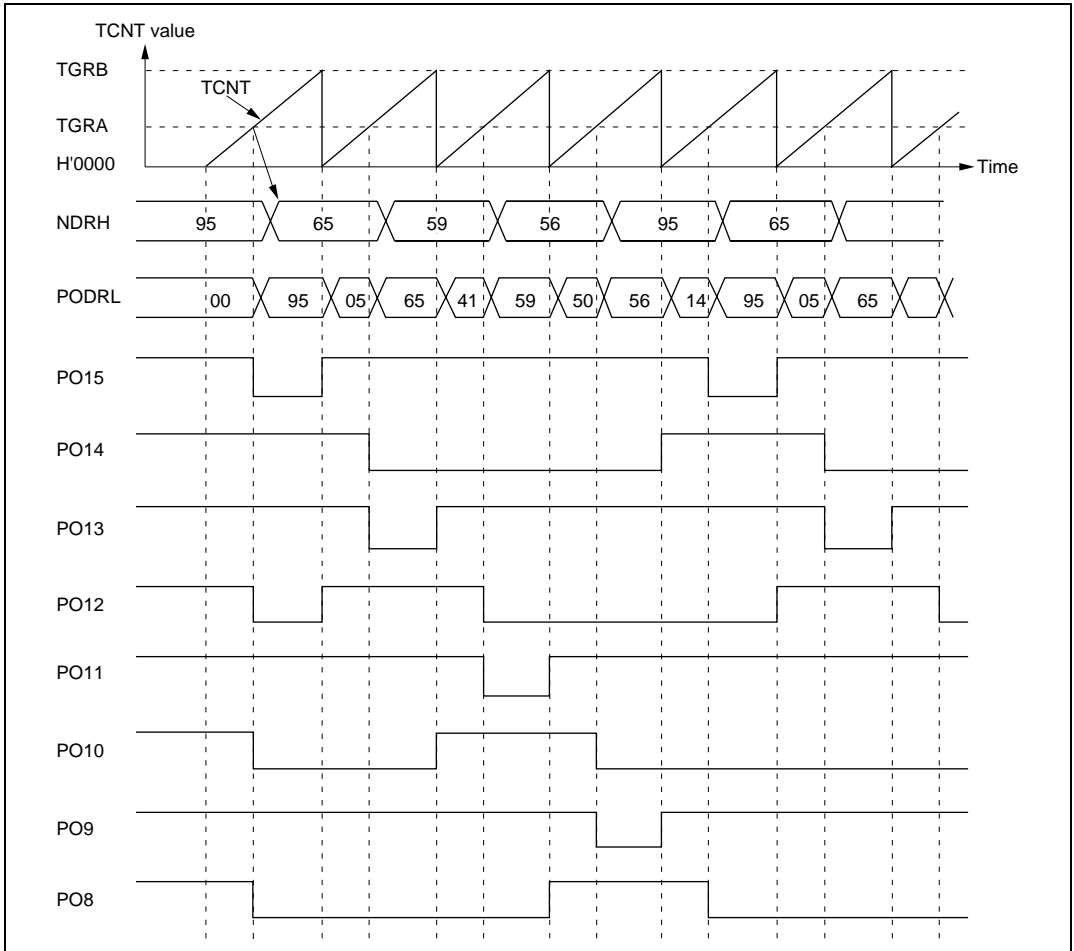 TCNT value
TGRB
TCNT
TGRA
H'0000
Time
NDRH 95 65 59 56 95 65
PODRL 00 95 05 65 41 59 50 56 14 95 05 65
PO15
PO14
PO13
PO12
PO11
PO10
PO9
PO8